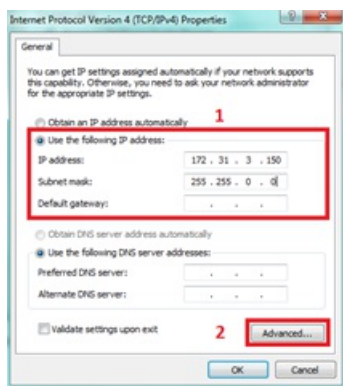 Internet Protocol Version 4 (TCP/IPv4) Properties
General
You can get IP settings assigned automatically if your network supports
this capability. Otherwise, you need to ask your network administrator
for the appropriate IP settings.
1
Obtain an IP address automatically
Use the following IP address:
IP address: 172 . 31 . 3 . 150
Subnet mask: 255 . 255 . 0 . 0
Default gateway: . . .
Obtain DNS server address automatically
Use the following DNS server addresses:
Preferred DNS server: . . .
Alternate DNS server: . . .
Validate settings upon exit
2
Advanced...
OK Cancel